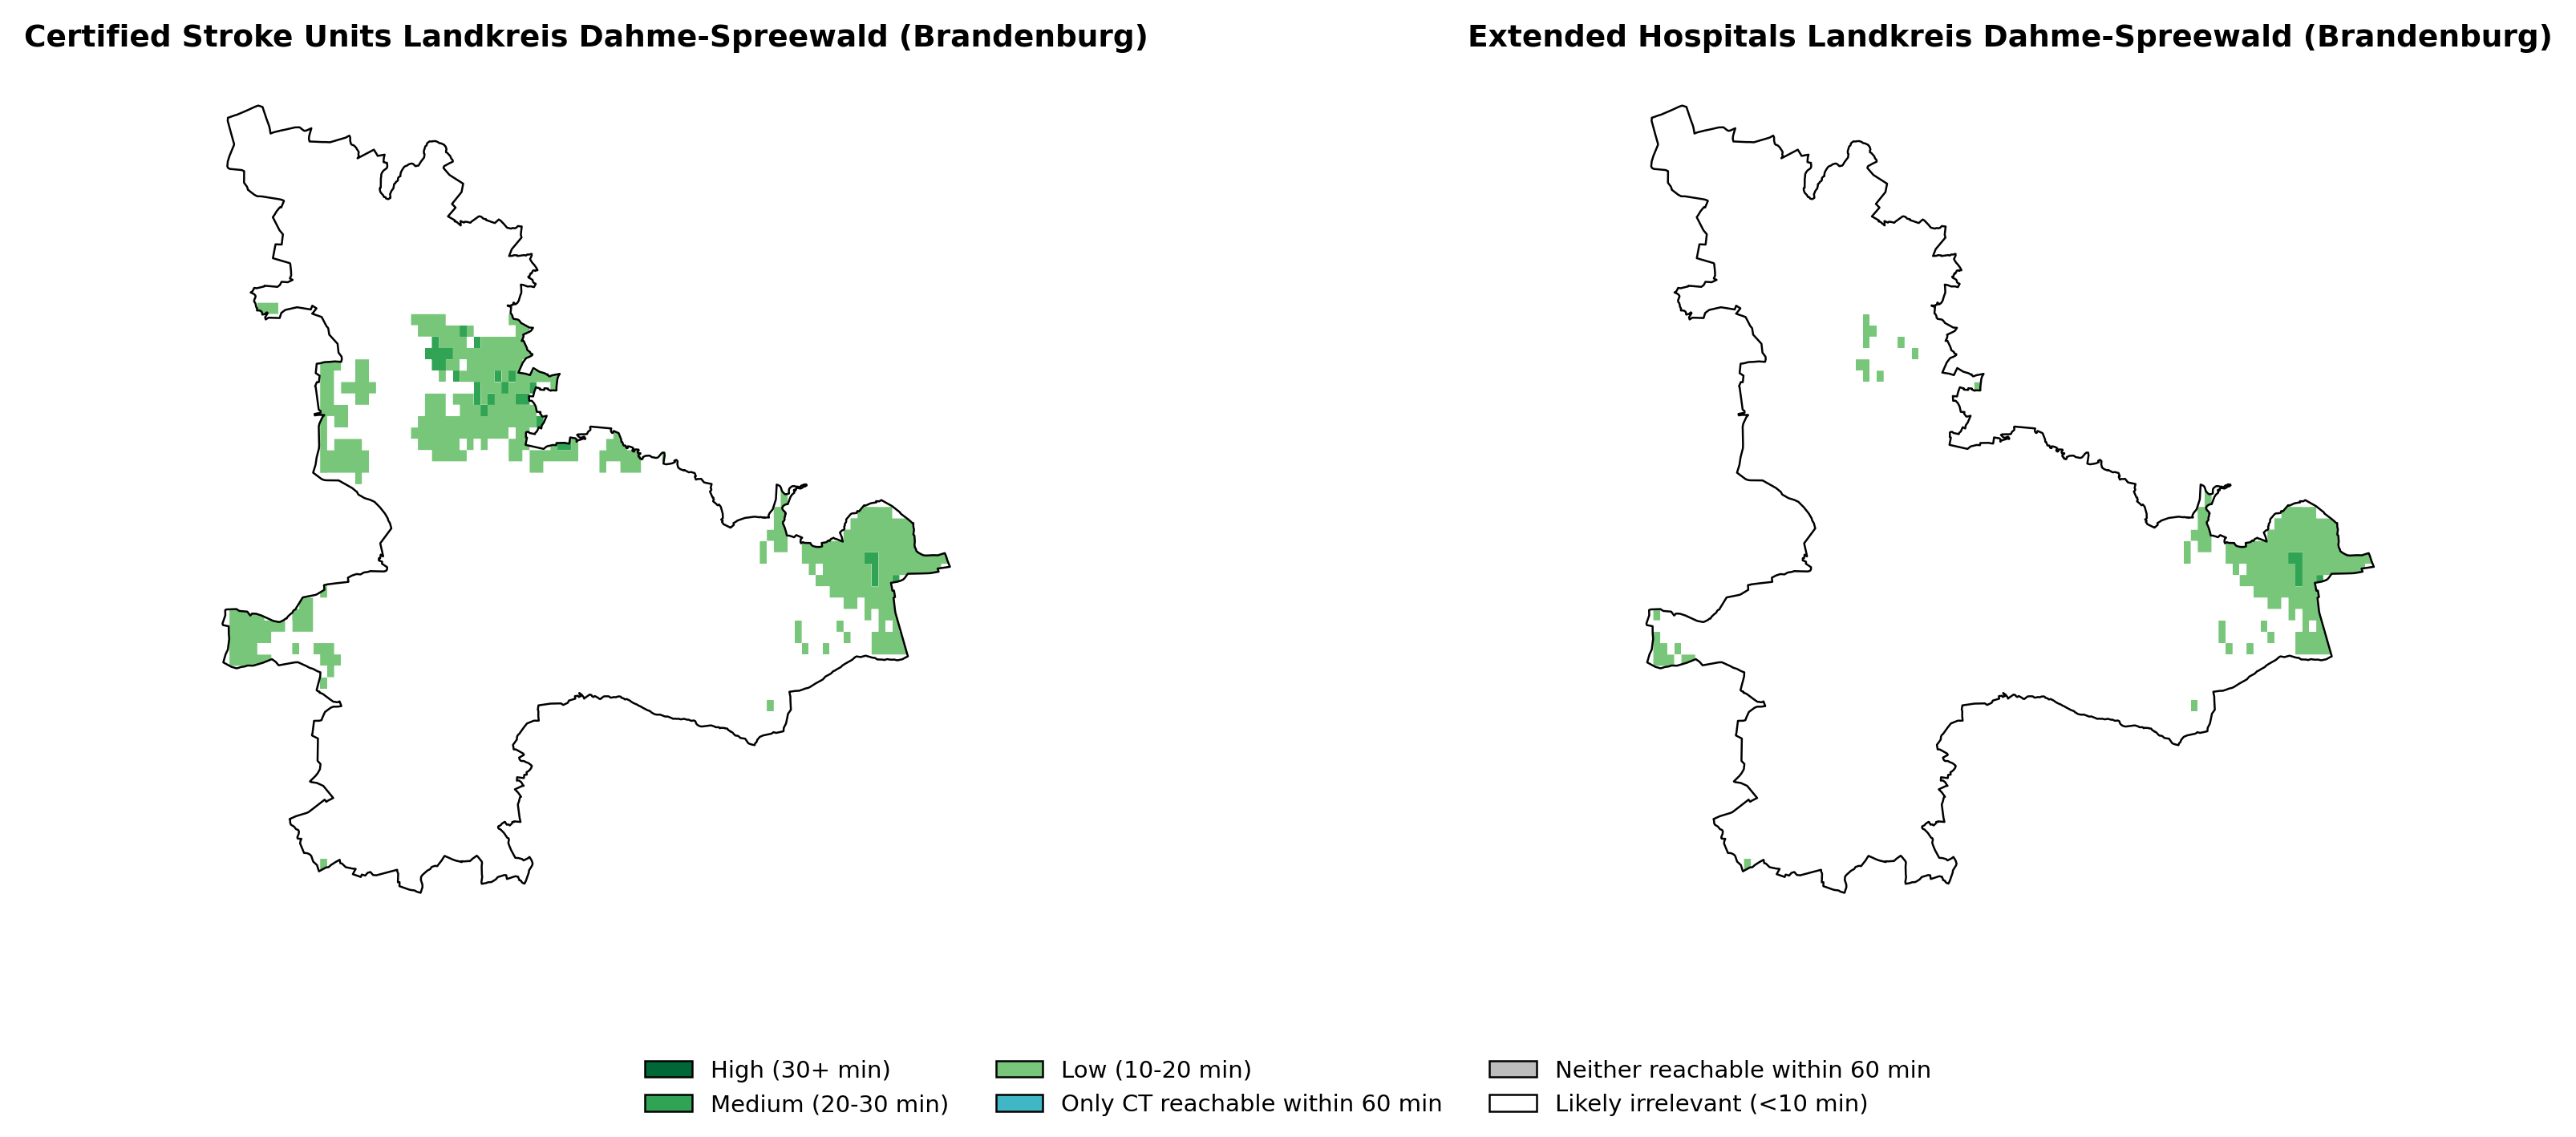 Certified Stroke Units Landkreis Dahme-Spreewald (Brandenburg)
Extended Hospitals Landkreis Dahme-Spreewald (Brandenburg)
High (30+ min)
Medium (20-30 min)
Low (10-20 min)
Only CT reachable within 60 min
Neither reachable within 60 min
Likely irrelevant (<10 min)